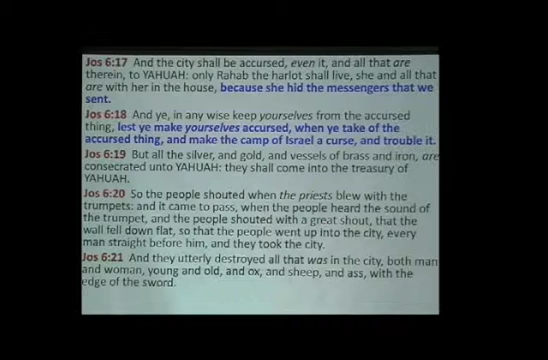 Jos 6:17 And the city shall be accursed, even it, and all that are
therein, to YAHUAH: only Rahab the harlot shall live, she and all that
are with her in the house, because she hid the messengers that we
sent.
Jos 6:18 And ye, in any wise keep yourselves from the accursed
thing, lest ye make yourselves accursed, when ye take of the
accursed thing, and make the camp of Israel a curse, and trouble it.
Jos 6:19 But all the silver, and gold, and vessels of brass and iron, are
consecrated unto YAHUAH: they shall come into the treasury of
YAHUAH.
Jos 6:20 So the people shouted when the priests blew with the
trumpets: and it came to pass, when the people heard the sound of
the trumpet, and the people shouted with a great shout, that the
wall fell down flat, so that the people went up into the city, every
man straight before him, and they took the city.
Jos 6:21 And they utterly destroyed all that was in the city, both man
and woman, young and old, and ox, and sheep, and ass, with the
edge of the sword.